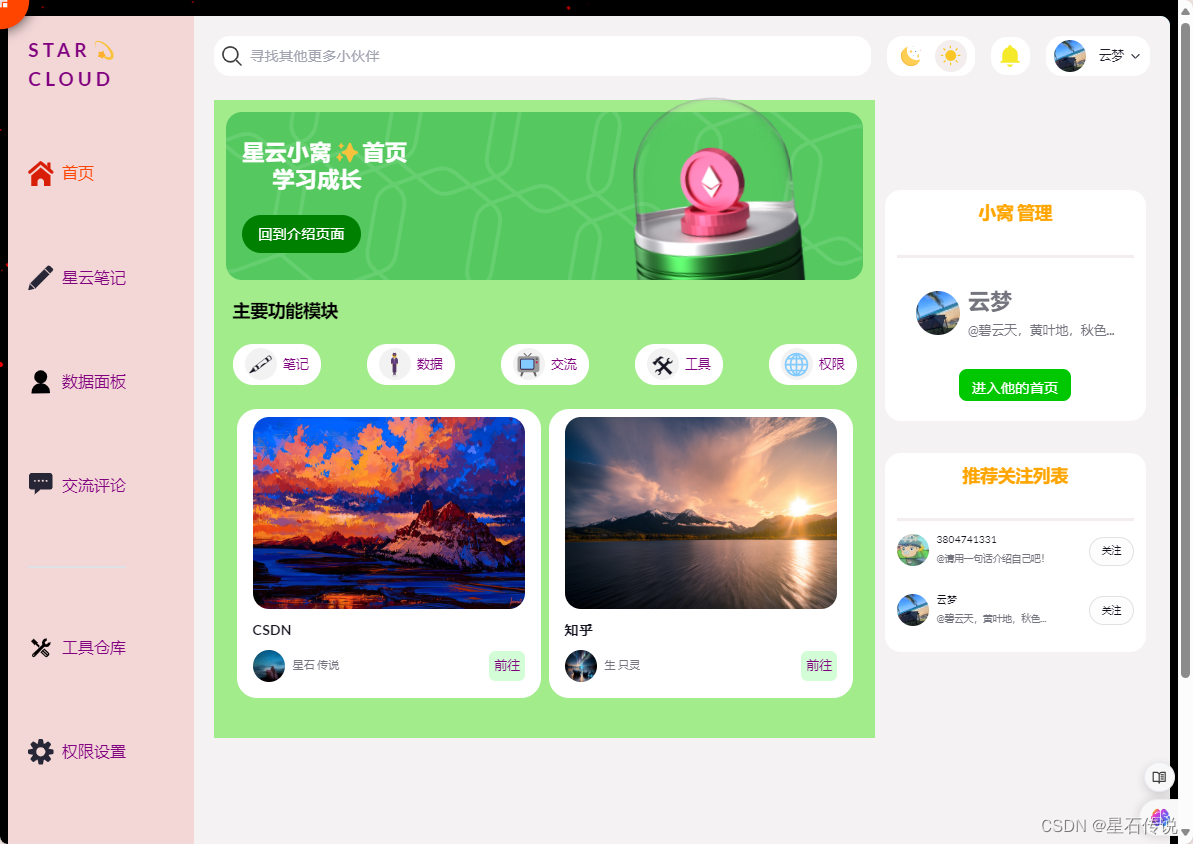 STAR
CLOUD
首页
星云笔记
数据面板
交流评论
工具仓库
权限设置
寻找其他更多小伙伴
云梦
星云小窝✨首页
学习成长
回到介绍页面
主要功能模块
笔记
数据
交流
工具
权限
CSDN
星石传说
前往
知乎
生只灵
前往
小窝 管理
云梦
@碧云天，黄叶地，秋色...
进入他的首页
推荐关注列表
3804741331
@请用一句话介绍自己吧！
关注
云梦
@碧云天，黄叶地，秋色...
关注
CSDN @星石传说